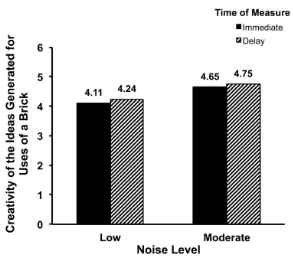 Time of Measure
Immediate
Delay
Creativity of the Ideas Generated for
Uses of a Brick
6
5
4
3
2
1
0
4.11
4.24
4.65
4.75
Low
Moderate
Noise Level